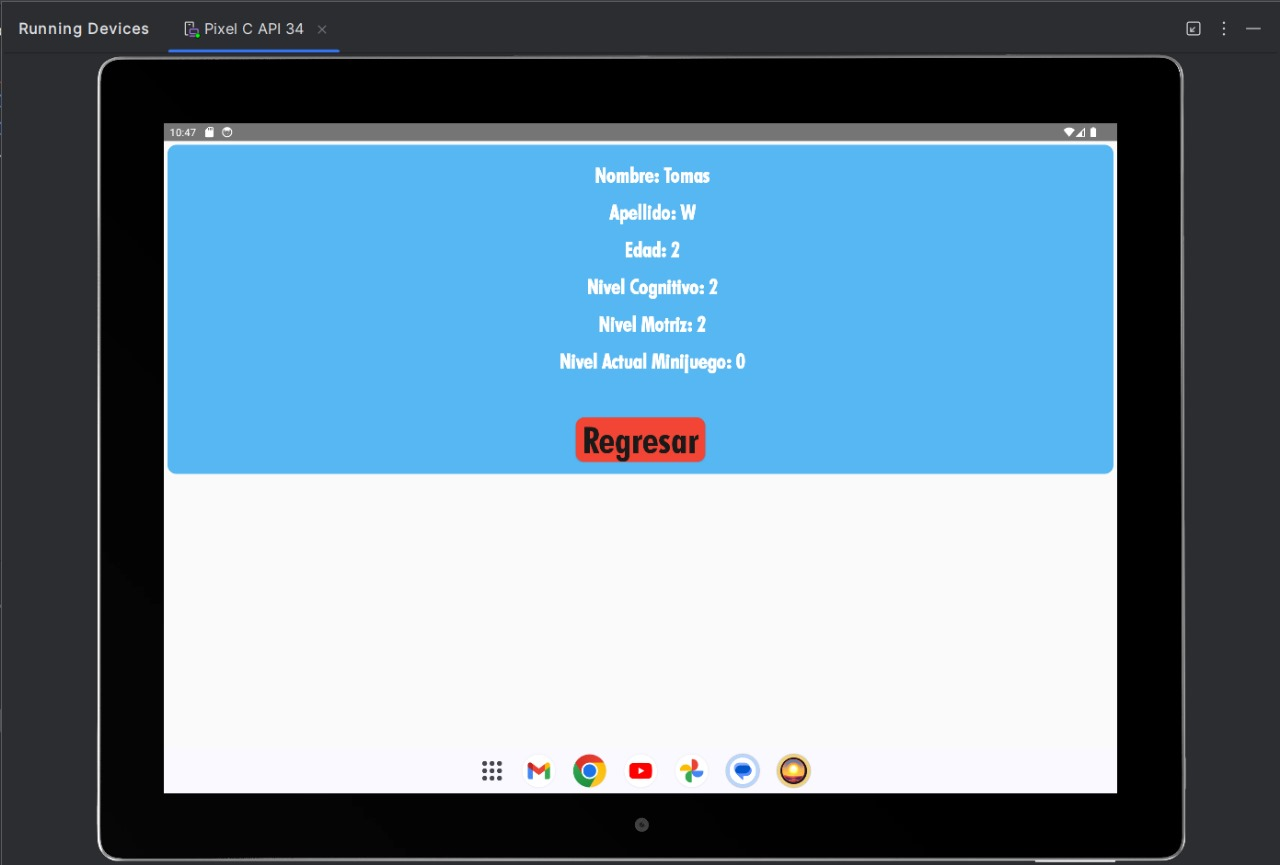 Running Devices
Pixel C API 34
10:47
Nombre: Tomas
Apellido: W
Edad: 2
Nivel Cognitivo: 2
Nivel Motriz: 2
Nivel Actual Minijuego: 0
Regresar